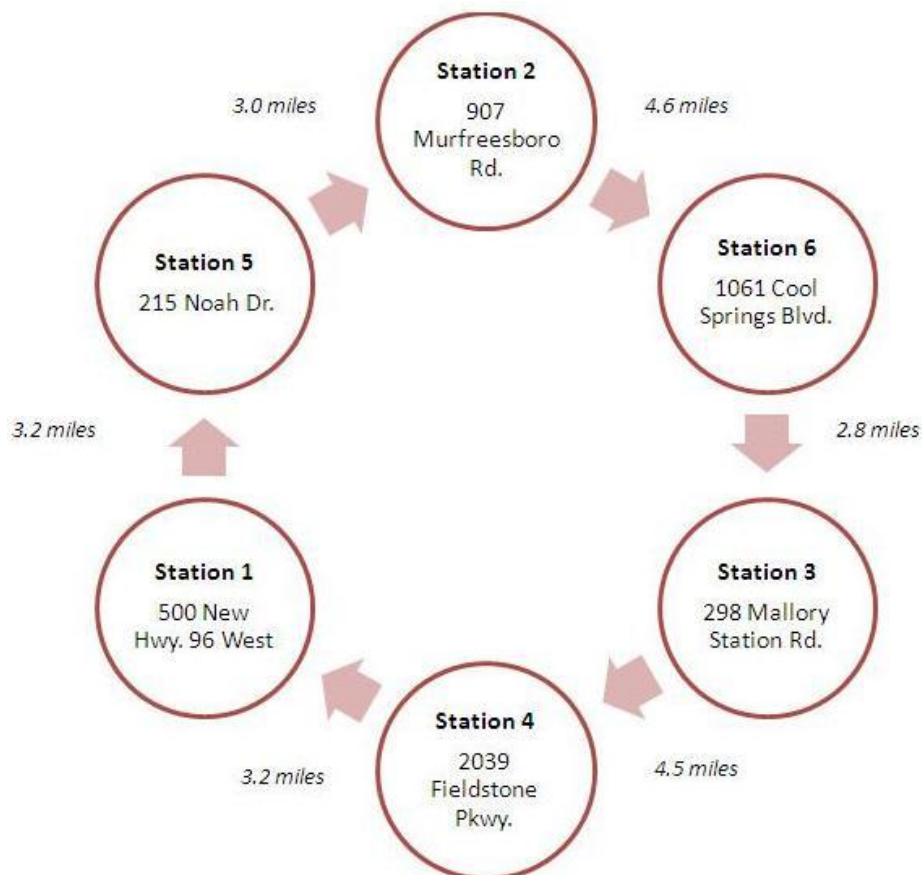 Station 2
907
Murfreesboro
Rd.
3.0 miles
4.6 miles
Station 5
215 Noah Dr.
Station 6
1061 Cool
Springs Blvd.
3.2 miles
2.8 miles
Station 1
500 New
Hwy. 96 West
Station 3
298 Mallory
Station Rd.
Station 4
2039
Fieldstone
Pkwy.
3.2 miles
4.5 miles